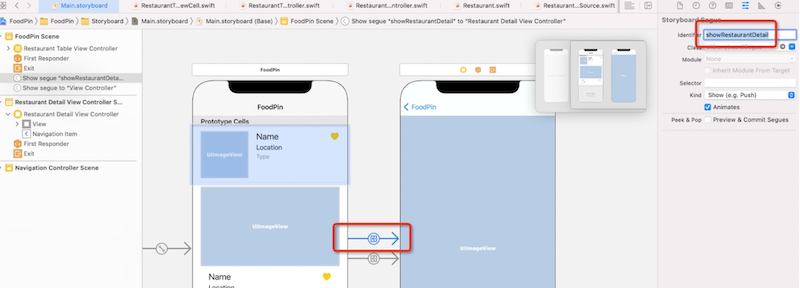 Main.storyboard
RestaurantT...ewCell.swift
RestaurantT...troller.swift
Restaurant...ntroller.swift
Restaurant.swift
Restaurant...Source.swift
FoodPin
FoodPin
Main.storyboard
Main.storyboard (Base)
FoodPin Scene
Show segue "showRestaurantDetail" to "Restaurant Detail View Controller"
FoodPin Scene
Restaurant Table View Controller
First Responder
Exit
Show segue "showRestaurantDeta...
Show segue to "View Controller"
Restaurant Detail View Controller S...
Restaurant Detail View Controller
View
Navigation Item
First Responder
Exit
Navigation Controller Scene
FoodPin
FoodPin
Prototype Cells
Name
Location
Type
UIImageView
UIImageView
Name
Location
FoodPin
UIImageView
Storyboard Segue
Identifier
showRestaurantDetail
Class
Module
None
Inherit Module From Target
Selector
Kind
Show (e.g. Push)
Animates
Peek & Pop
Preview & Commit Segues